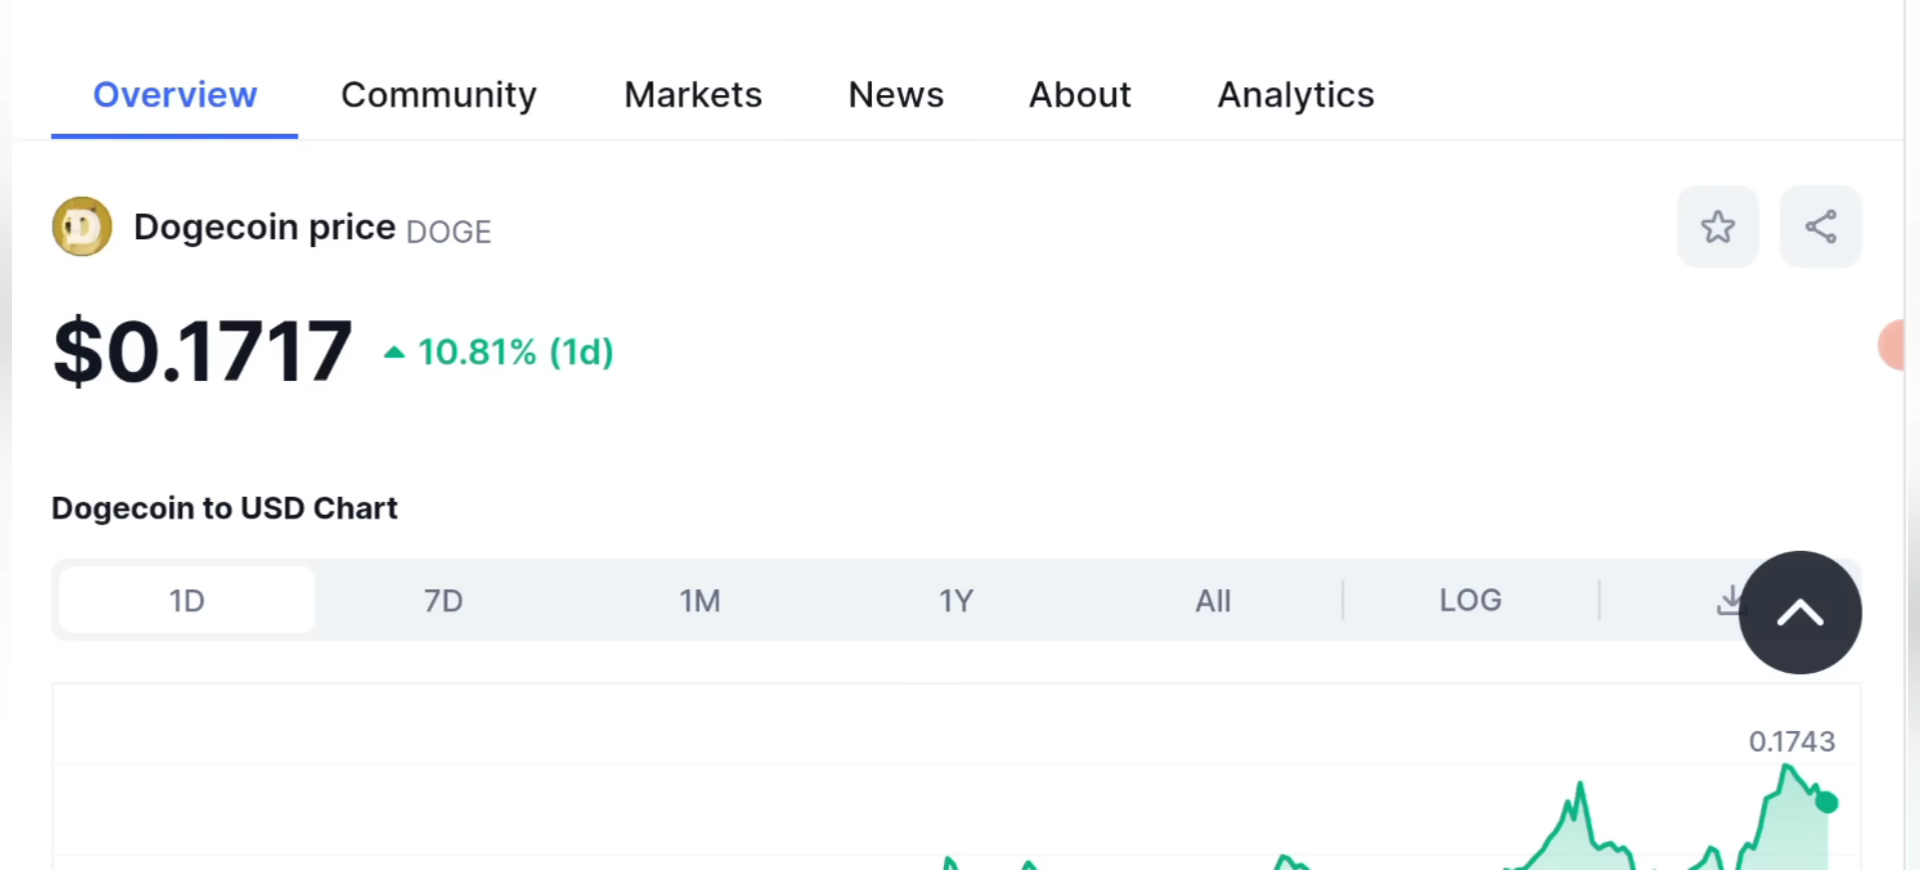 Overview Community Markets News About Analytics
Dogecoin price DOGE
$0.1717 10.81% (1d)
Dogecoin to USD Chart
1D 7D 1M 1Y All LOG
0.1743